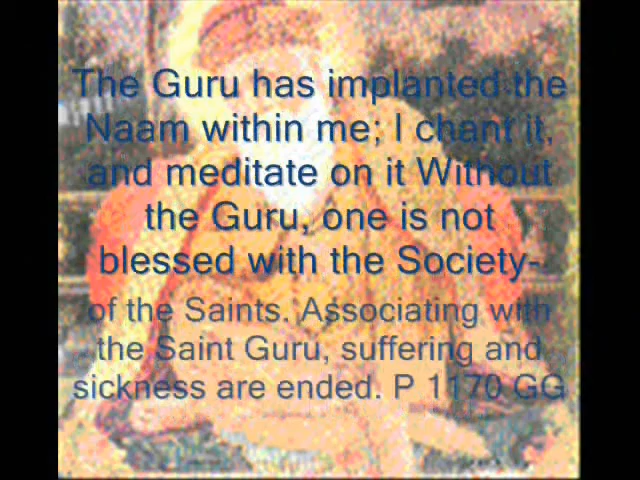 The Guru has implanted the
Naam within me; I chant it,
and meditate on it Without
the Guru, one is not
blessed with the Society-
of the Saints. Associating with
the Saint Guru, suffering and
sickness are ended. P 1170 GG